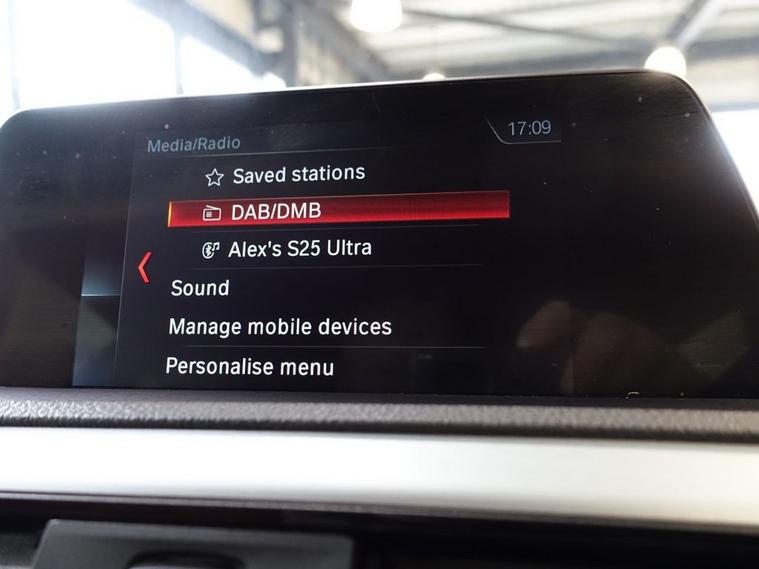 Media/Radio
17:09
Saved stations
DAB/DMB
Alex's S25 Ultra
Sound
Manage mobile devices
Personalise menu